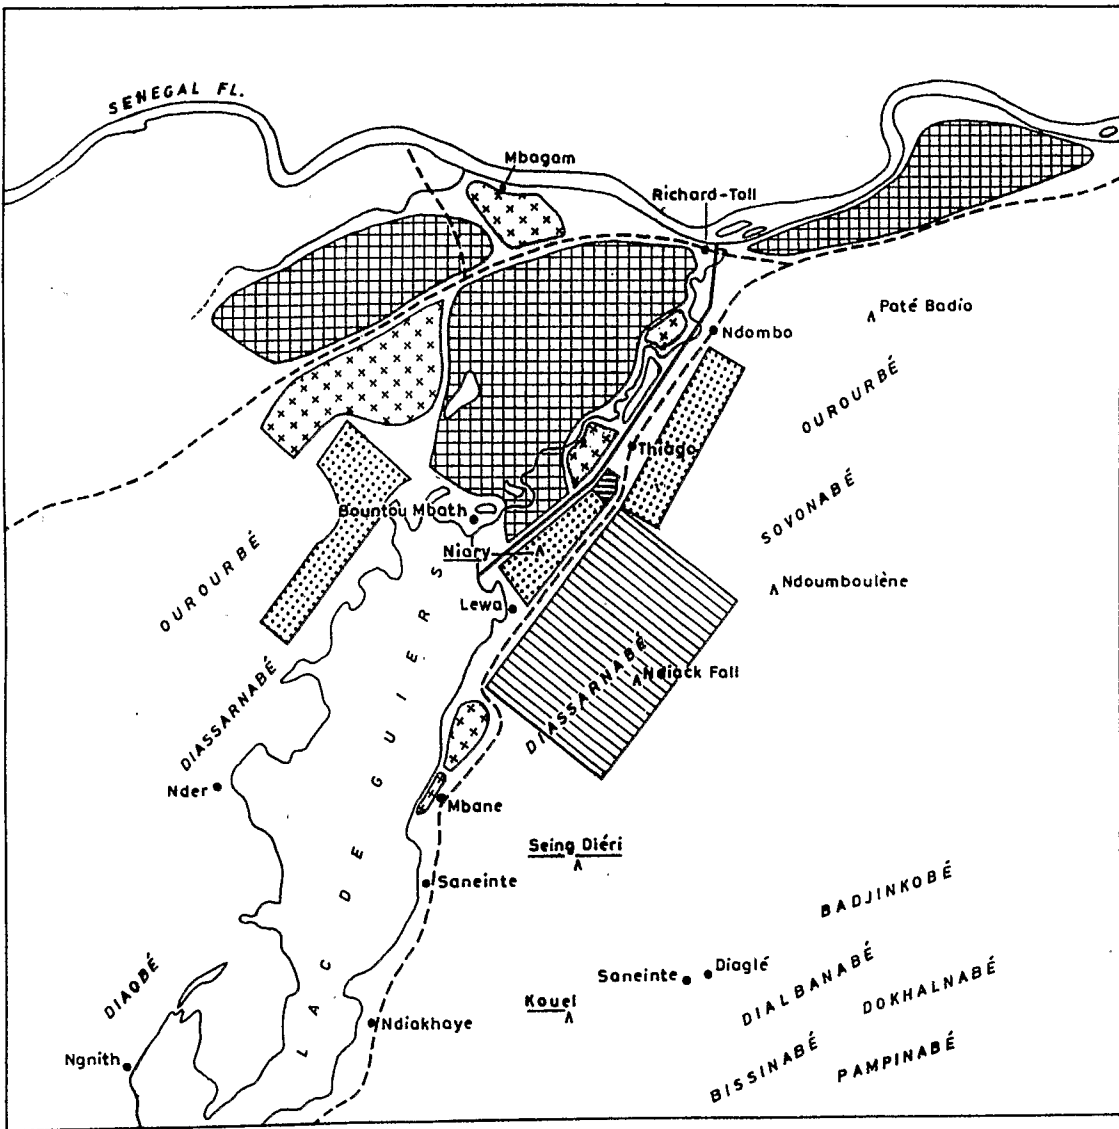 SENEGAL FL.
Mbagam
Richard-Toll
Paté Badio
Ndombo
OUROURBÉ
Thiago
SOVONABÉ
Bountou Mbath
Niary
OUROURBÉ
Ndoumboulène
Lewa
DIASSARNABÉ
Ndiack Fall
DIASSARNABÉ
LAC DE GUIERS
Nder
Mbane
Seing Diéri
Saneinte
BADJINKOBÉ
Saneinte
Diaglé
DIALBANABÉ
DIAOBÉ
DOKHALNABÉ
Kouel
Ndiakhaye
Ngnith
BISSINABÉ
PAMPINABÉ